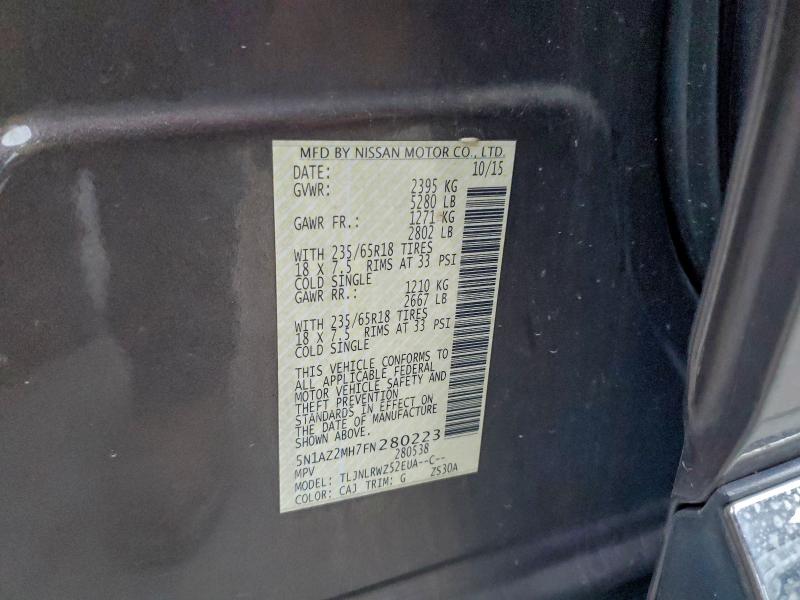 MFD BY NISSAN MOTOR CO., LTD.
DATE: 10/15
GVWR: 2395 KG
5280 LB
GAWR FR.: 1271 KG
2802 LB
WITH 235/65R18 TIRES
18 X 7.5 RIMS AT 33 PSI
COLD SINGLE
GAWR RR.: 1210 KG
2667 LB
WITH 235/65R18 TIRES
18 X 7.5 RIMS AT 33 PSI
COLD SINGLE
THIS VEHICLE CONFORMS TO
ALL APPLICABLE FEDERAL
MOTOR VEHICLE SAFETY AND
THEFT PREVENTION
STANDARDS IN EFFECT ON
THE DATE OF MANUFACTURE
SHOWN ABOVE.
5N1AZ2MH7FN280223
MPV 280538
MODEL: TLJNLRWZ52EUA--C--
COLOR: CAJ TRIM: G ZS30A